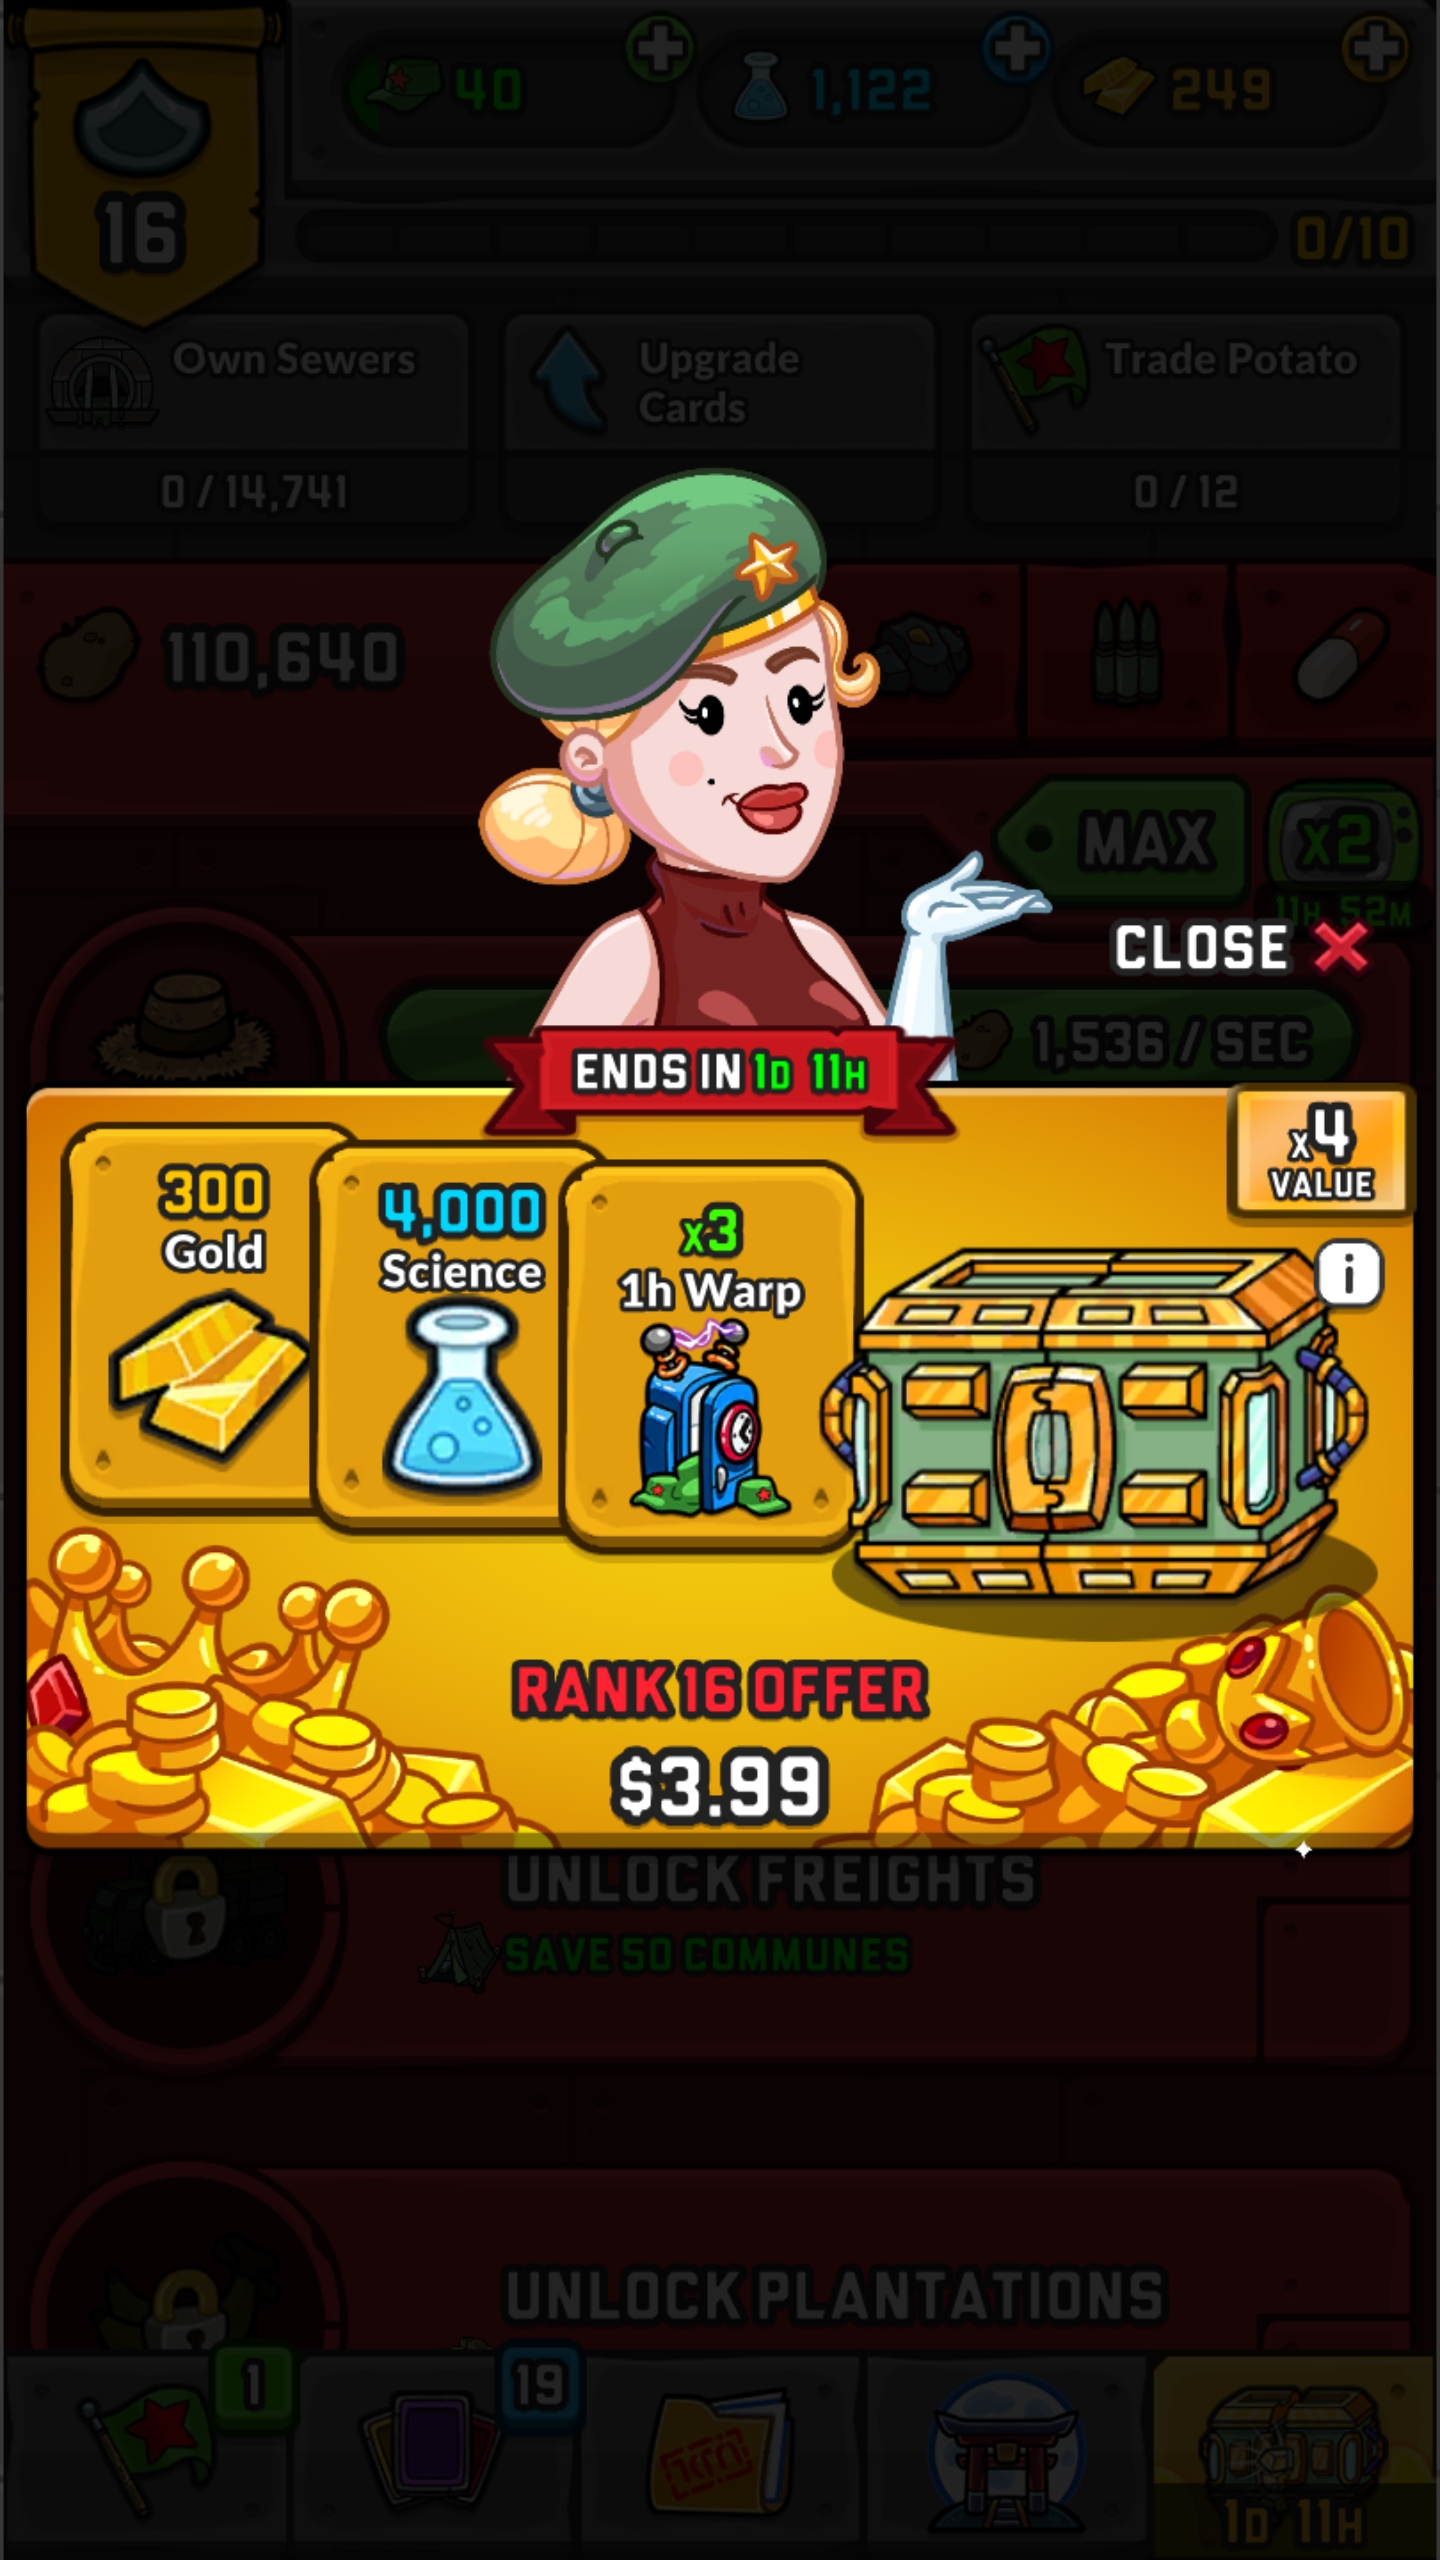 40
1,122
249
16
0/10
Own Sewers
0 / 14,741
Upgrade
Cards
Trade Potato
0 / 12
110,640
MAX
x2
11H 52M
CLOSE
1,536 / SEC
ENDS IN 1D 11H
x4
VALUE
300
Gold
4,000
Science
x3
1h Warp
i
RANK 16 OFFER
$3.99
UNLOCK FREIGHTS
SAVE 50 COMMUNES
UNLOCK PLANTATIONS
1
19
1D 11H